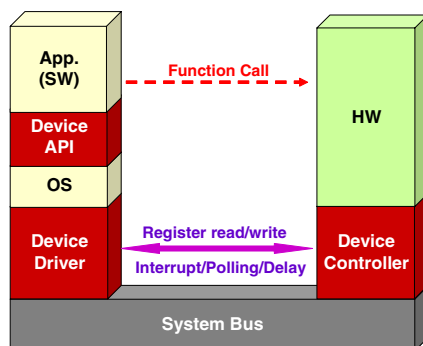 App.
(SW)
Function Call
HW
Device
API
OS
Device
Driver
Register read/write
Interrupt/Polling/Delay
Device
Controller
System Bus